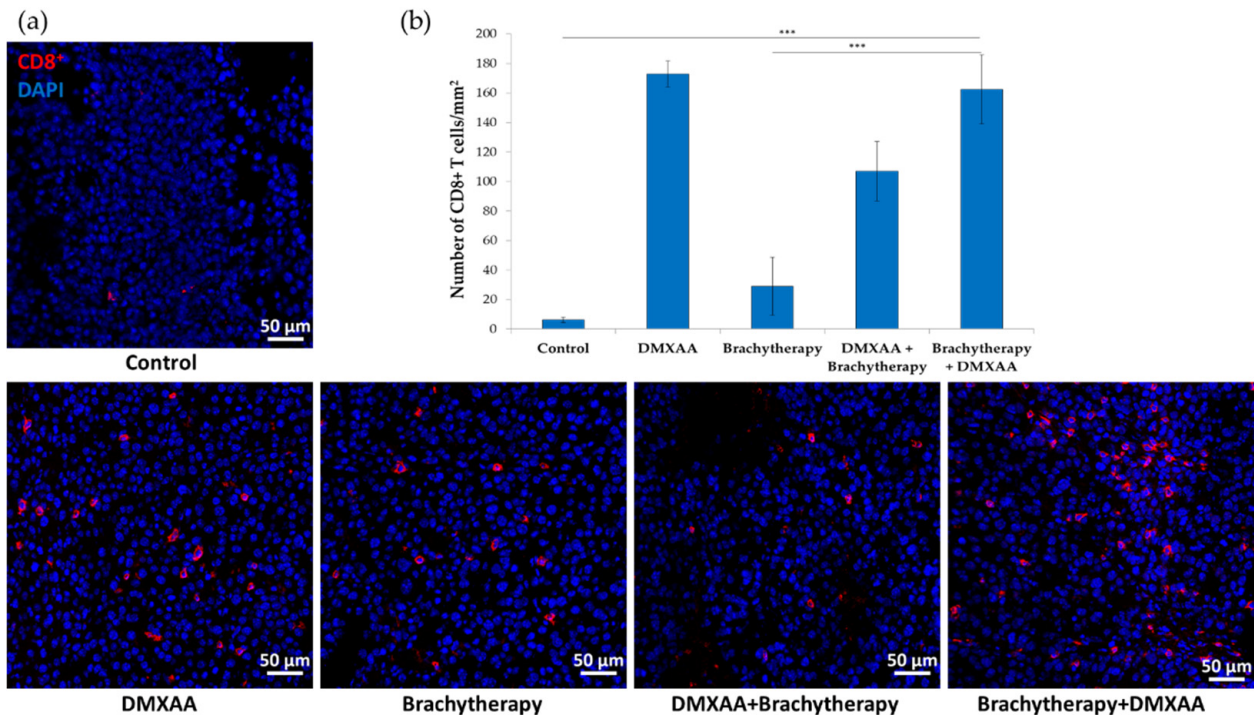 (a)
CD8+
DAPI
50 μm
Control
(b)
***
***
200
180
160
140
120
100
80
60
40
20
0
Number of CD8+ T cells/mm²
Control
DMXAA
Brachytherapy
DMXAA +
Brachytherapy
Brachytherapy
+ DMXAA
50 μm
DMXAA
50 μm
Brachytherapy
50 μm
DMXAA+Brachytherapy
50 μm
Brachytherapy+DMXAA